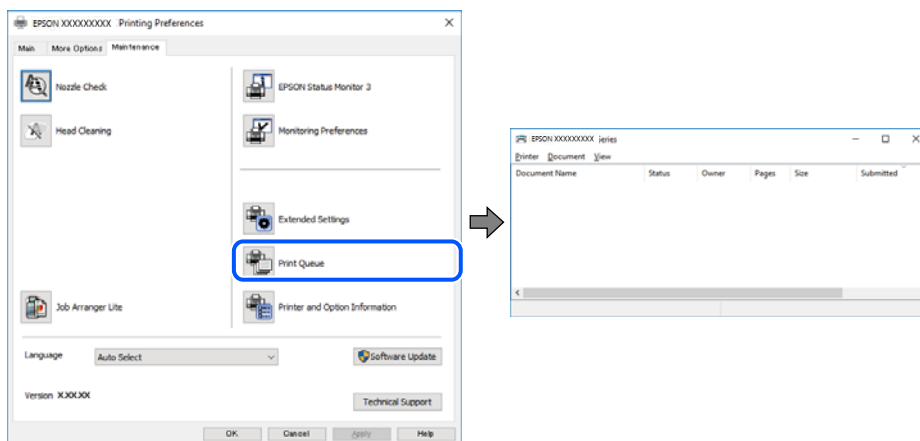 EPSON XXXXXXXXX Printing Preferences
Main More Options Maintenance
Nozzle Check
EPSON Status Monitor 3
Head Cleaning
Monitoring Preferences
Extended Settings
Print Queue
Job Arranger Lite
Printer and Option Information
Language Auto Select Software Update
Version X.XX.XX
Technical Support
OK Cancel Apply Help
EPSON XXXXXXXXX ieries
Printer Document View
Document Name Status Owner Pages Size Submitted